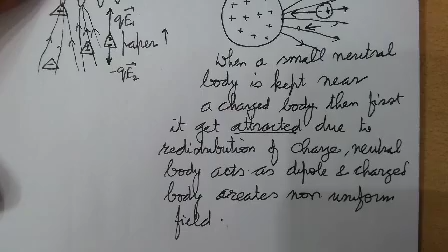 qE₁
paper ↑
-qE₂
When a small neutral
body is kept near
a charged body then first
it get attracted due to
redistribution of charge, neutral
body acts as dipole & charged
body creates non uniform
field.